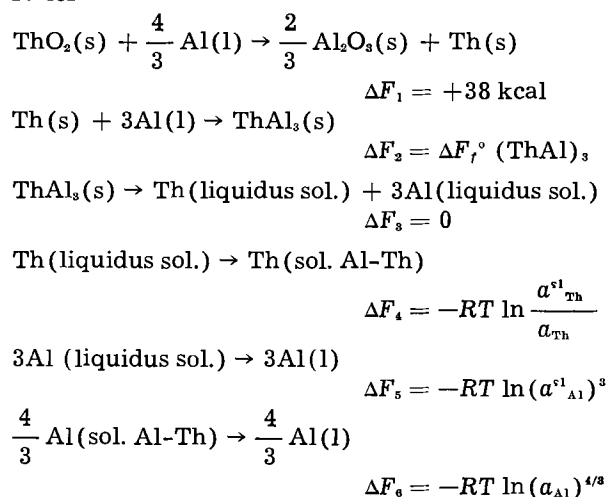 ThO₂(s) + 4/3 Al(l) → 2/3 Al₂O₃(s) + Th(s)
ΔF₁ = +38 kcal
Th(s) + 3Al(l) → ThAl₃(s)
ΔF₂ = ΔF_f° (ThAl)₃
ThAl₃(s) → Th(liquidus sol.) + 3Al(liquidus sol.)
ΔF₃ = 0
Th(liquidus sol.) → Th(sol. Al-Th)
ΔF₄ = −RT ln a^{sl}_{Th} / a_{Th}
3Al (liquidus sol.) → 3Al(l)
ΔF₅ = −RT ln(a^{sl}_{Al})³
4/3 Al(sol. Al-Th) → 4/3 Al(l)
ΔF₆ = −RT ln(a_{Al})^{4/3}